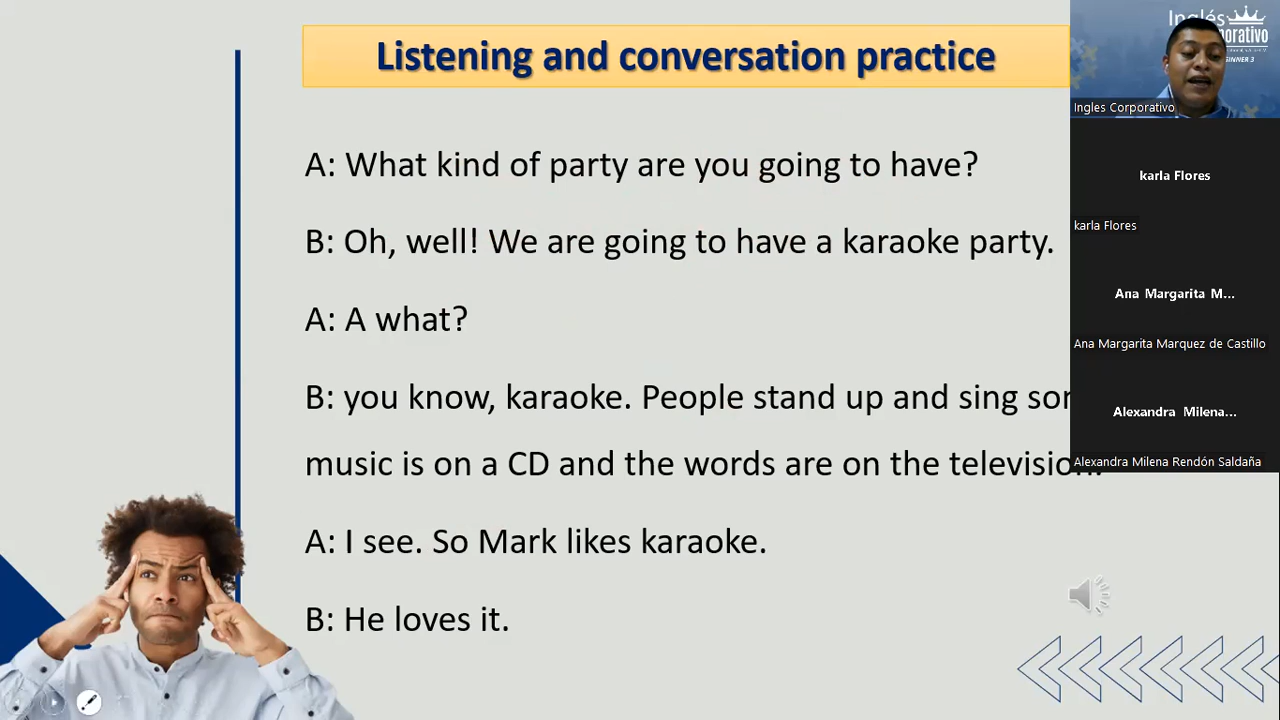 Listening and conversation practice
A: What kind of party are you going to have?
B: Oh, well! We are going to have a karaoke party.
A: A what?
B: you know, karaoke. People stand up and sing
music is on a CD and the words are on the television.
A: I see. So Mark likes karaoke.
B: He loves it.
Inglés
Ingles Corporativo
karla Flores
karla Flores
Ana Margarita M...
Ana Margarita Marquez de Castillo
Alexandra Milena...
Alexandra Milena Rendón Saldaña